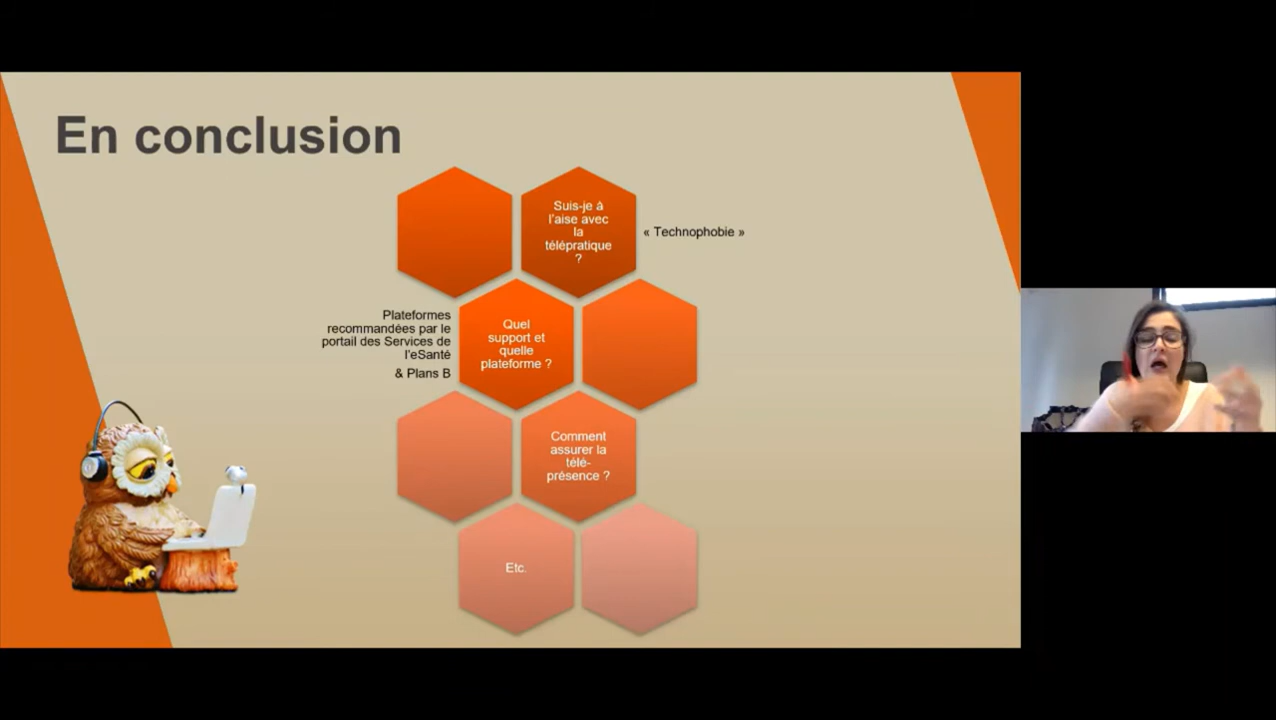 En conclusion
Suis-je à
l'aise avec
la
télépratique
?
« Technophobie »
Plateformes
recommandées par le
portail des Services de
l'eSanté
& Plans B
Quel
support et
quelle
plateforme ?
Comment
assurer la
télé-
présence ?
Etc.